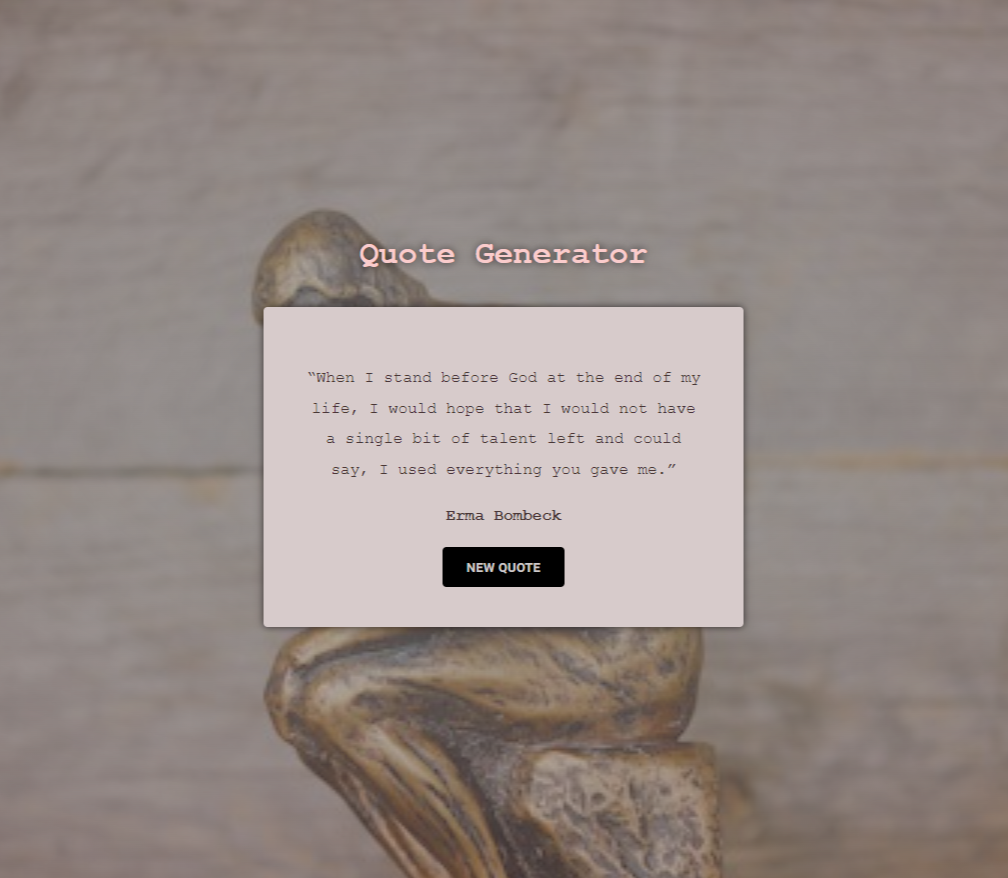 Quote Generator
“When I stand before God at the end of my
life, I would hope that I would not have
a single bit of talent left and could
say, I used everything you gave me.”
Erma Bombeck
NEW QUOTE